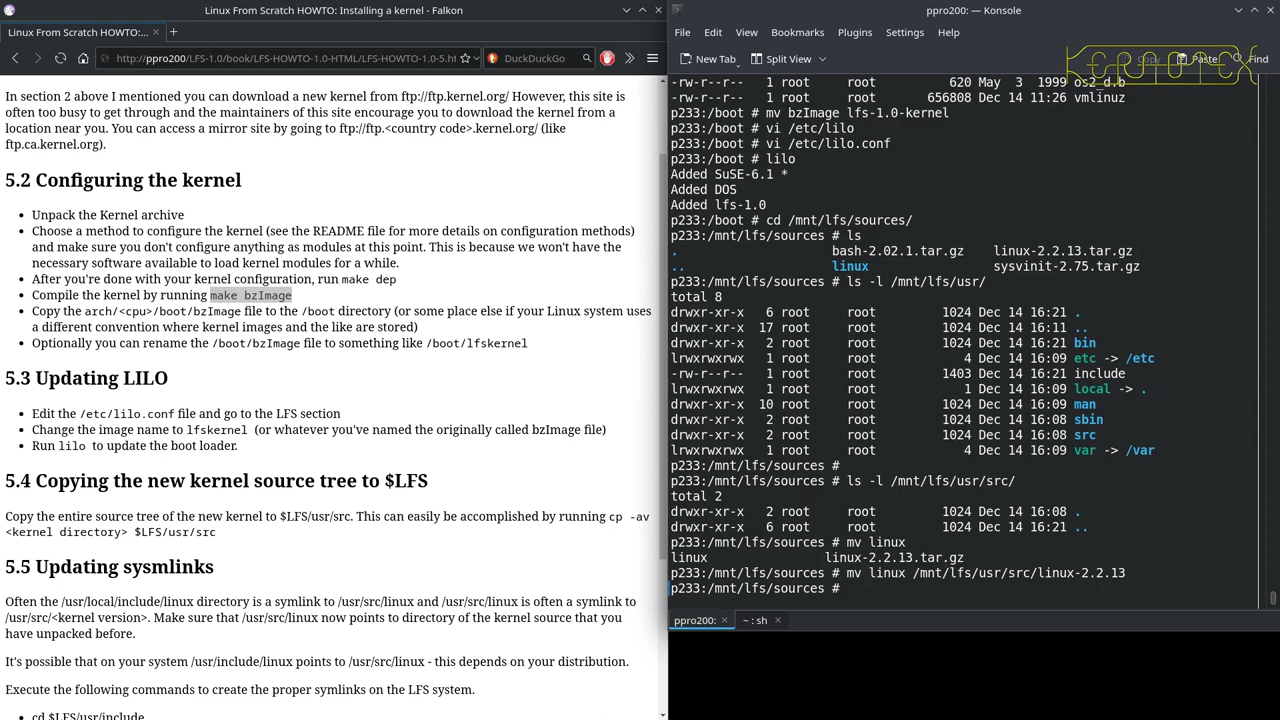 Linux From Scratch HOWTO: Installing a kernel - Falkon
Linux From Scratch HOWTO:...
http://ppro200/LFS-1.0/book/LFS-HOWTO-1.0-HTML/LFS-HOWTO-1.0-5.ht
DuckDuckGo
In section 2 above I mentioned you can download a new kernel from ftp://ftp.kernel.org/ However, this site is
often too busy to get through and the maintainers of this site encourage you to download the kernel from a
location near you. You can access a mirror site by going to ftp://ftp.<country code>.kernel.org/ (like
ftp.ca.kernel.org).
5.2 Configuring the kernel
Unpack the Kernel archive
Choose a method to configure the kernel (see the README file for more details on configuration methods)
and make sure you don't configure anything as modules at this point. This is because we won't have the
necessary software available to load kernel modules for a while.
After you're done with your kernel configuration, run make dep
Compile the kernel by running make bzImage
Copy the arch/<cpu>/boot/bzImage file to the /boot directory (or some place else if your Linux system uses
a different convention where kernel images and the like are stored)
Optionally you can rename the /boot/bzImage file to something like /boot/lfskernel
5.3 Updating LILO
Edit the /etc/lilo.conf file and go to the LFS section
Change the image name to lfskernel (or whatever you've named the originally called bzImage file)
Run lilo to update the boot loader.
5.4 Copying the new kernel source tree to $LFS
Copy the entire source tree of the new kernel to $LFS/usr/src. This can easily be accomplished by running cp -av
<kernel directory> $LFS/usr/src
5.5 Updating sysmlinks
Often the /usr/local/include/linux directory is a symlink to /usr/src/linux and /usr/src/linux is often a symlink to
/usr/src/<kernel version>. Make sure that /usr/src/linux now points to directory of the kernel source that you
have unpacked before.
It's possible that on your system /usr/include/linux points to /usr/src/linux - this depends on your distribution.
Execute the following commands to create the proper symlinks on the LFS system.
cd $LFS/usr/include
ppro200: — Konsole
File Edit View Bookmarks Plugins Settings Help
New Tab Split View Copy Paste Find
-rw-r--r-- 1 root root 620 May 3 1999 os2_d.b
-rw-r--r-- 1 root root 656808 Dec 14 11:26 vmlinuz
p233:/boot # mv bzImage lfs-1.0-kernel
p233:/boot # vi /etc/lilo
p233:/boot # vi /etc/lilo.conf
p233:/boot # lilo
Added SuSE-6.1 *
Added DOS
Added lfs-1.0
p233:/boot # cd /mnt/lfs/sources/
p233:/mnt/lfs/sources # ls
. bash-2.02.1.tar.gz linux-2.2.13.tar.gz
.. linux sysvinit-2.75.tar.gz
p233:/mnt/lfs/sources # ls -l /mnt/lfs/usr/
total 8
drwxr-xr-x 6 root root 1024 Dec 14 16:21 .
drwxr-xr-x 17 root root 1024 Dec 14 16:11 ..
drwxr-xr-x 2 root root 1024 Dec 14 16:21 bin
lrwxrwxrwx 1 root root 4 Dec 14 16:09 etc -> /etc
-rw-r--r-- 1 root root 1403 Dec 14 16:21 include
lrwxrwxrwx 1 root root 1 Dec 14 16:09 local -> .
drwxr-xr-x 10 root root 1024 Dec 14 16:09 man
drwxr-xr-x 2 root root 1024 Dec 14 16:08 sbin
drwxr-xr-x 2 root root 1024 Dec 14 16:08 src
lrwxrwxrwx 1 root root 4 Dec 14 16:09 var -> /var
p233:/mnt/lfs/sources #
p233:/mnt/lfs/sources # ls -l /mnt/lfs/usr/src/
total 2
drwxr-xr-x 2 root root 1024 Dec 14 16:08 .
drwxr-xr-x 6 root root 1024 Dec 14 16:21 ..
p233:/mnt/lfs/sources # mv linux
linux linux-2.2.13.tar.gz
p233:/mnt/lfs/sources # mv linux /mnt/lfs/usr/src/linux-2.2.13
p233:/mnt/lfs/sources #
ppro200: ~ : sh